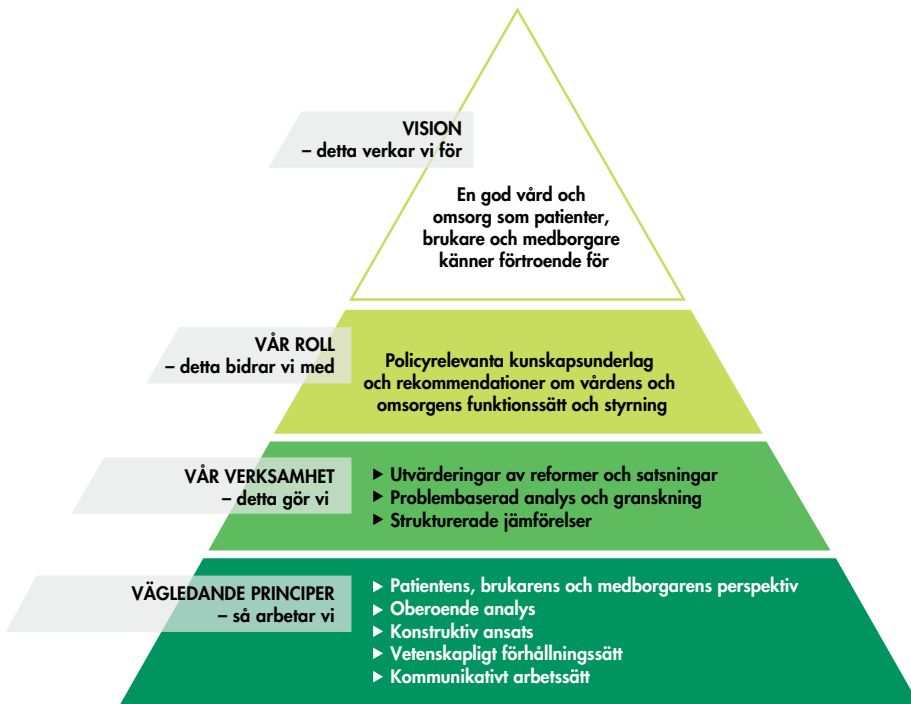 VISION
– detta verkar vi för
En god vård och
omsorg som patienter,
brukare och medborgare
känner förtroende för
VÅR ROLL
– detta bidrar vi med
Policyrelevanta kunskapsunderlag
och rekommendationer om vårdens och
omsorgens funktionssätt och styrning
VÅR VERKSAMHET
– detta gör vi
▶ Utvärderingar av reformer och satsningar
▶ Problembaserad analys och granskning
▶ Strukturerade jämförelser
VÄGLEDANDE PRINCIPER
– så arbetar vi
▶ Patientens, brukarens och medborgarens perspektiv
▶ Oberoende analys
▶ Konstruktiv ansats
▶ Vetenskapligt förhållningssätt
▶ Kommunikativt arbetssätt